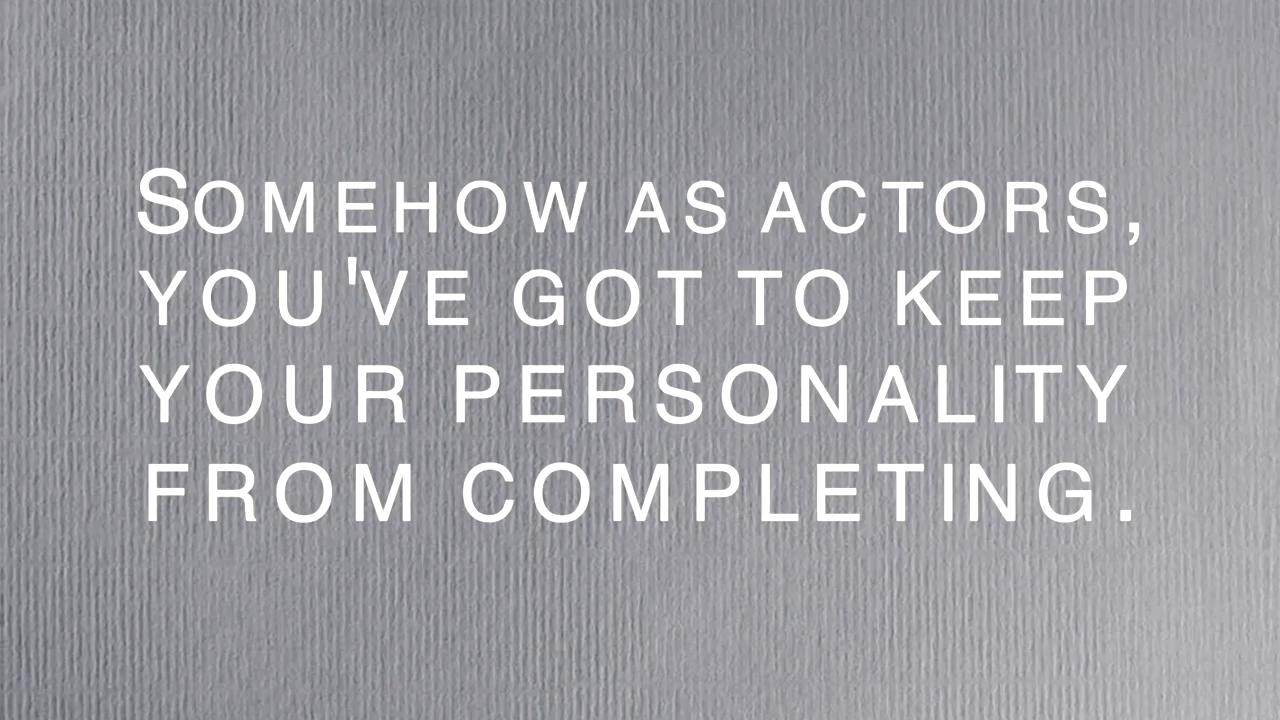 SOMEHOW AS ACTORS,
YOU'VE GOT TO KEEP
YOUR PERSONALITY
FROM COMPLETING.